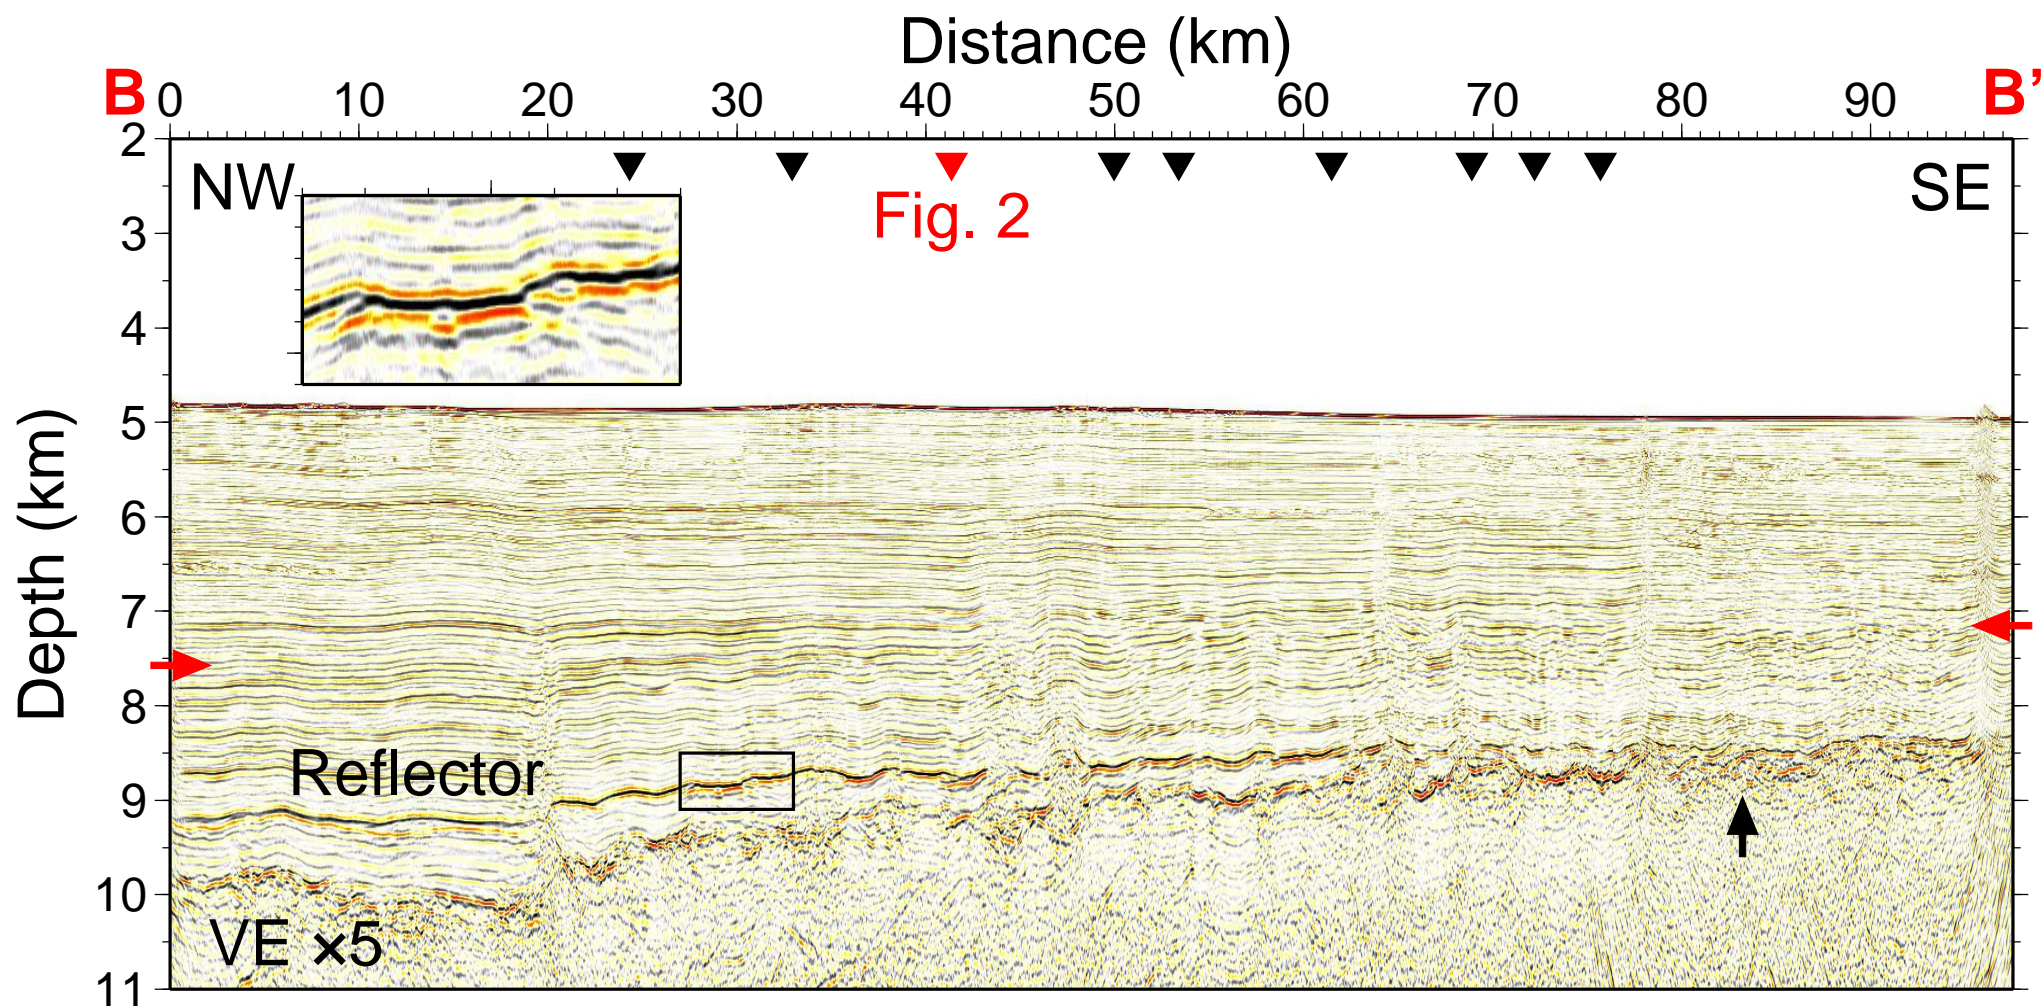 Distance (km)
B 0 10 20 30 40 50 60 70 80 90 B’
2
NW SE
Fig. 2
3
4
5
6
7
8
9
10
11
Depth (km)
Reflector
VE ×5